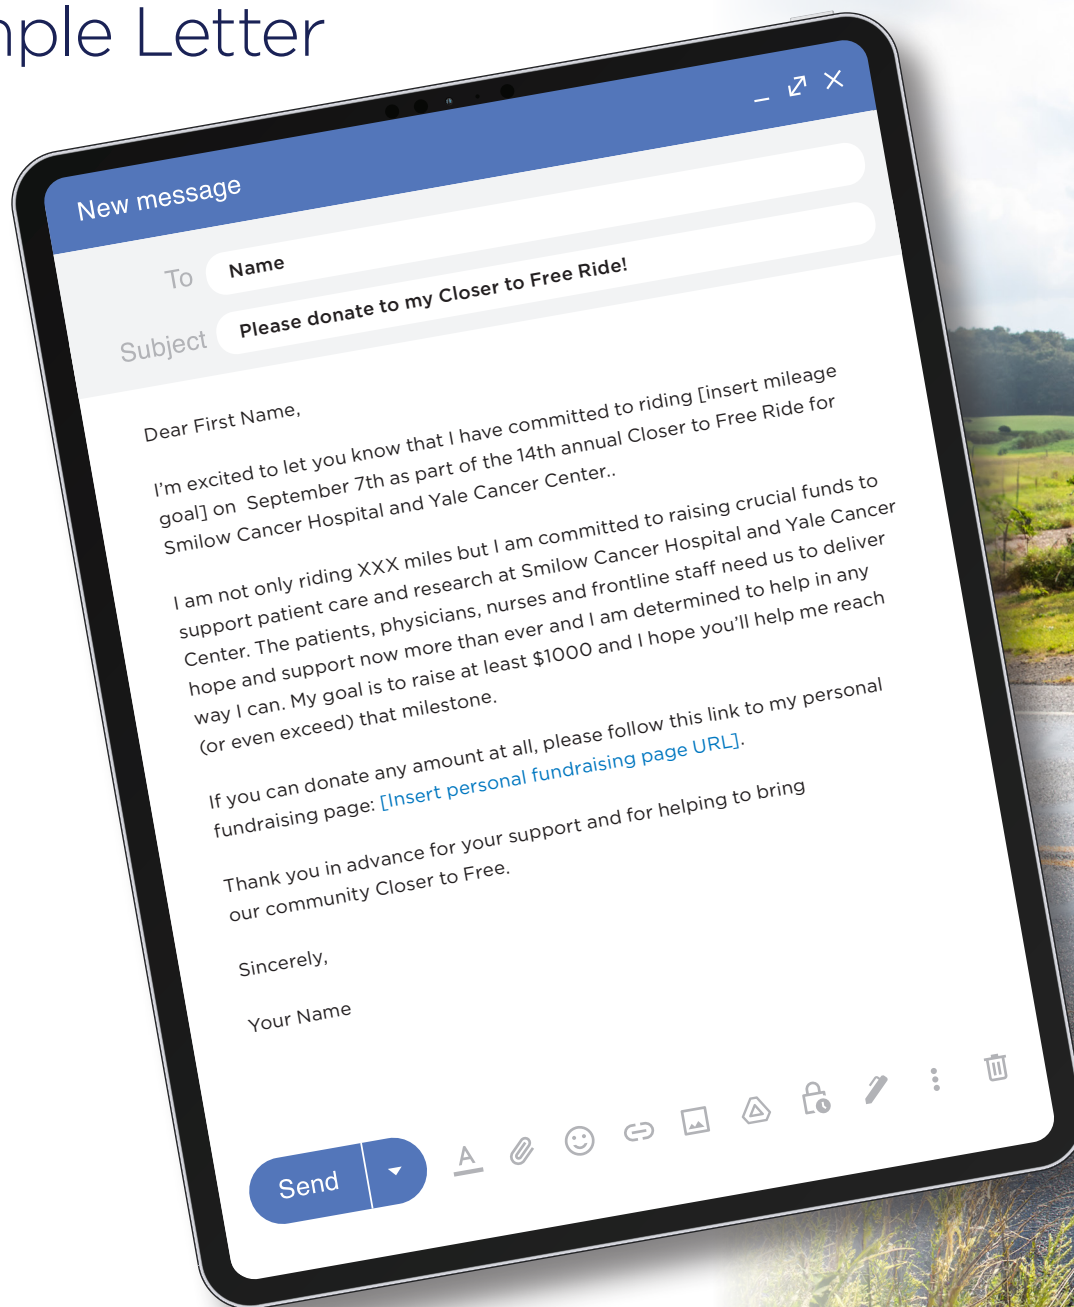 Letter
New message
To Name
Subject Please donate to my Closer to Free Ride!
Dear First Name,
I'm excited to let you know that I have committed to riding [insert mileage
goal] on  September 7th as part of the 14th annual Closer to Free Ride for
Smilow Cancer Hospital and Yale Cancer Center..
I am not only riding XXX miles but I am committed to raising crucial funds to
support patient care and research at Smilow Cancer Hospital and Yale Cancer
Center. The patients, physicians, nurses and frontline staff need us to deliver
hope and support now more than ever and I am determined to help in any
way I can. My goal is to raise at least $1000 and I hope you'll help me reach
(or even exceed) that milestone.
If you can donate any amount at all, please follow this link to my personal
fundraising page: [Insert personal fundraising page URL].
Thank you in advance for your support and for helping to bring
our community Closer to Free.
Sincerely,
Your Name
Send